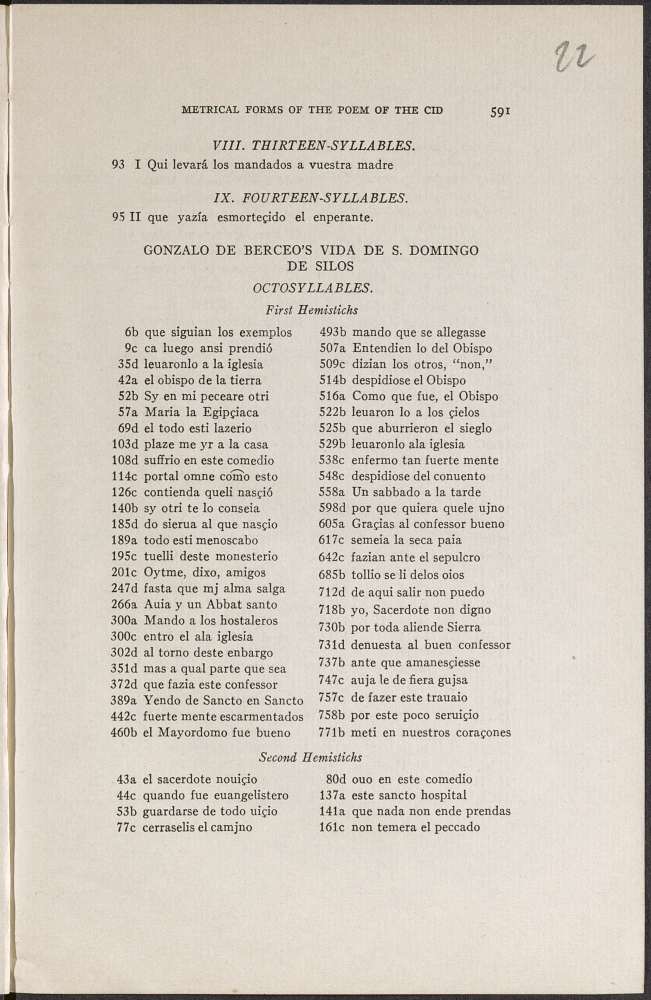 22
METRICAL FORMS OF THE POEM OF THE CID 591
VIII. THIRTEEN-SYLLABLES.
93 I Qui levará los mandados a vuestra madre
IX. FOURTEEN-SYLLABLES.
95 II que yazía esmorteçido el enperante.
GONZALO DE BERCEO'S VIDA DE S. DOMINGO
DE SILOS
OCTOSYLLABLES.
First Hemistichs
6b que siguian los exemplos
9c ca luego ansi prendió
35d leuaronlo a la iglesia
42a el obispo de la tierra
52b Sy en mi peceare otri
57a Maria la Egipçiaca
69d el todo esti lazerio
103d plaze me yr a la casa
108d suffrio en este comedio
114c portal omne com͡o esto
126c contienda queli nasçió
140b sy otri te lo conseia
185d do sierua al que nasçio
189a todo esti menoscabo
195c tuelli deste monesterio
201c Oytme, dixo, amigos
247d fasta que mj alma salga
266a Auia y un Abbat santo
300a Mando a los hostaleros
300c entro el ala iglesia
302d al torno deste enbargo
351d mas a qual parte que sea
372d que fazia este confessor
389a Yendo de Sancto en Sancto
442c fuerte mente escarmentados
460b el Mayordomo fue bueno
493b mando que se allegasse
507a Entendien lo del Obispo
509c dizian los otros, "non,"
514b despidiose el Obispo
516a Como que fue, el Obispo
522b leuaron lo a los çielos
525b que aburrieron el sieglo
529b leuaronlo ala iglesia
538c enfermo tan fuerte mente
548c despidiose del conuento
558a Un sabbado a la tarde
598d por que quiera quele ujno
605a Graçias al confessor bueno
617c semeia la seca paia
642c fazian ante el sepulcro
685b tollio se li delos oios
712d de aqui salir non puedo
718b yo, Sacerdote non digno
730b por toda aliende Sierra
731d denuesta al buen confessor
737b ante que amanesçiesse
747c auja le de fiera gujsa
757c de fazer este trauaio
758b por este poco seruiçio
771b meti en nuestros coraçones
Second Hemistichs
43a el sacerdote nouiçio
44c quando fue euangelistero
53b guardarse de todo uiçio
77c cerraselis el camjno
80d ouo en este comedio
137a este sancto hospital
141a que nada non ende prendas
161c non temera el peccado